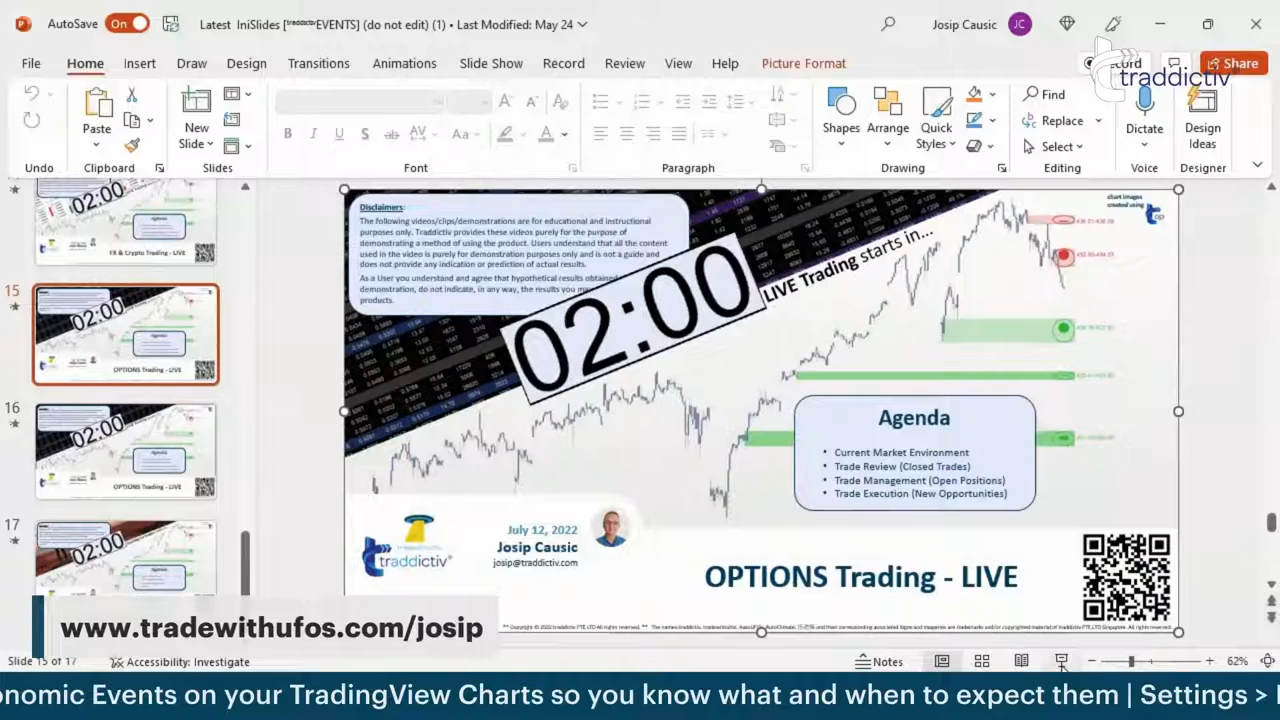 AutoSave On Latest IniSlides [traddictivEVENTS] (do not edit) (1) • Last Modified: May 24 Josip Causic JC
File Home Insert Draw Design Transitions Animations Slide Show Record Review View Help Picture Format Record Share
traddictiv
Paste New Slide Shapes Arrange Quick Styles Find Replace Select Dictate Design Ideas
Undo Clipboard Slides Font Paragraph Drawing Editing Voice Designer
02:00
Agenda
FX & Crypto Trading - LIVE
15
02:00
Agenda
OPTIONS Trading - LIVE
16
02:00
Agenda
OPTIONS Trading - LIVE
17
02:00
Agenda
Disclaimers:
The following videos/clips/demonstrations are for educational and instructional
purposes only. Traddictiv provides these videos purely for the purpose of
demonstrating a method of using the product. Users understand that all the content
used in the video is purely for demonstration purposes only and is not a guide and
does not provide any indication or prediction of actual results.
As a User you understand and agree that hypothetical results obtained
demonstration, do not indicate, in any way, the results you may
products.
02:00
LIVE Trading starts in...
chart images
created using
Agenda
• Current Market Environment
• Trade Review (Closed Trades)
• Trade Management (Open Positions)
• Trade Execution (New Opportunities)
traddictiv
July 12, 2022
Josip Causic
josip@traddictiv.com
OPTIONS Trading - LIVE
www.tradewithufos.com/josip
Slide 15 of 17 Accessibility: Investigate Notes 62%
onomic Events on your TradingView Charts so you know what and when to expect them | Settings >